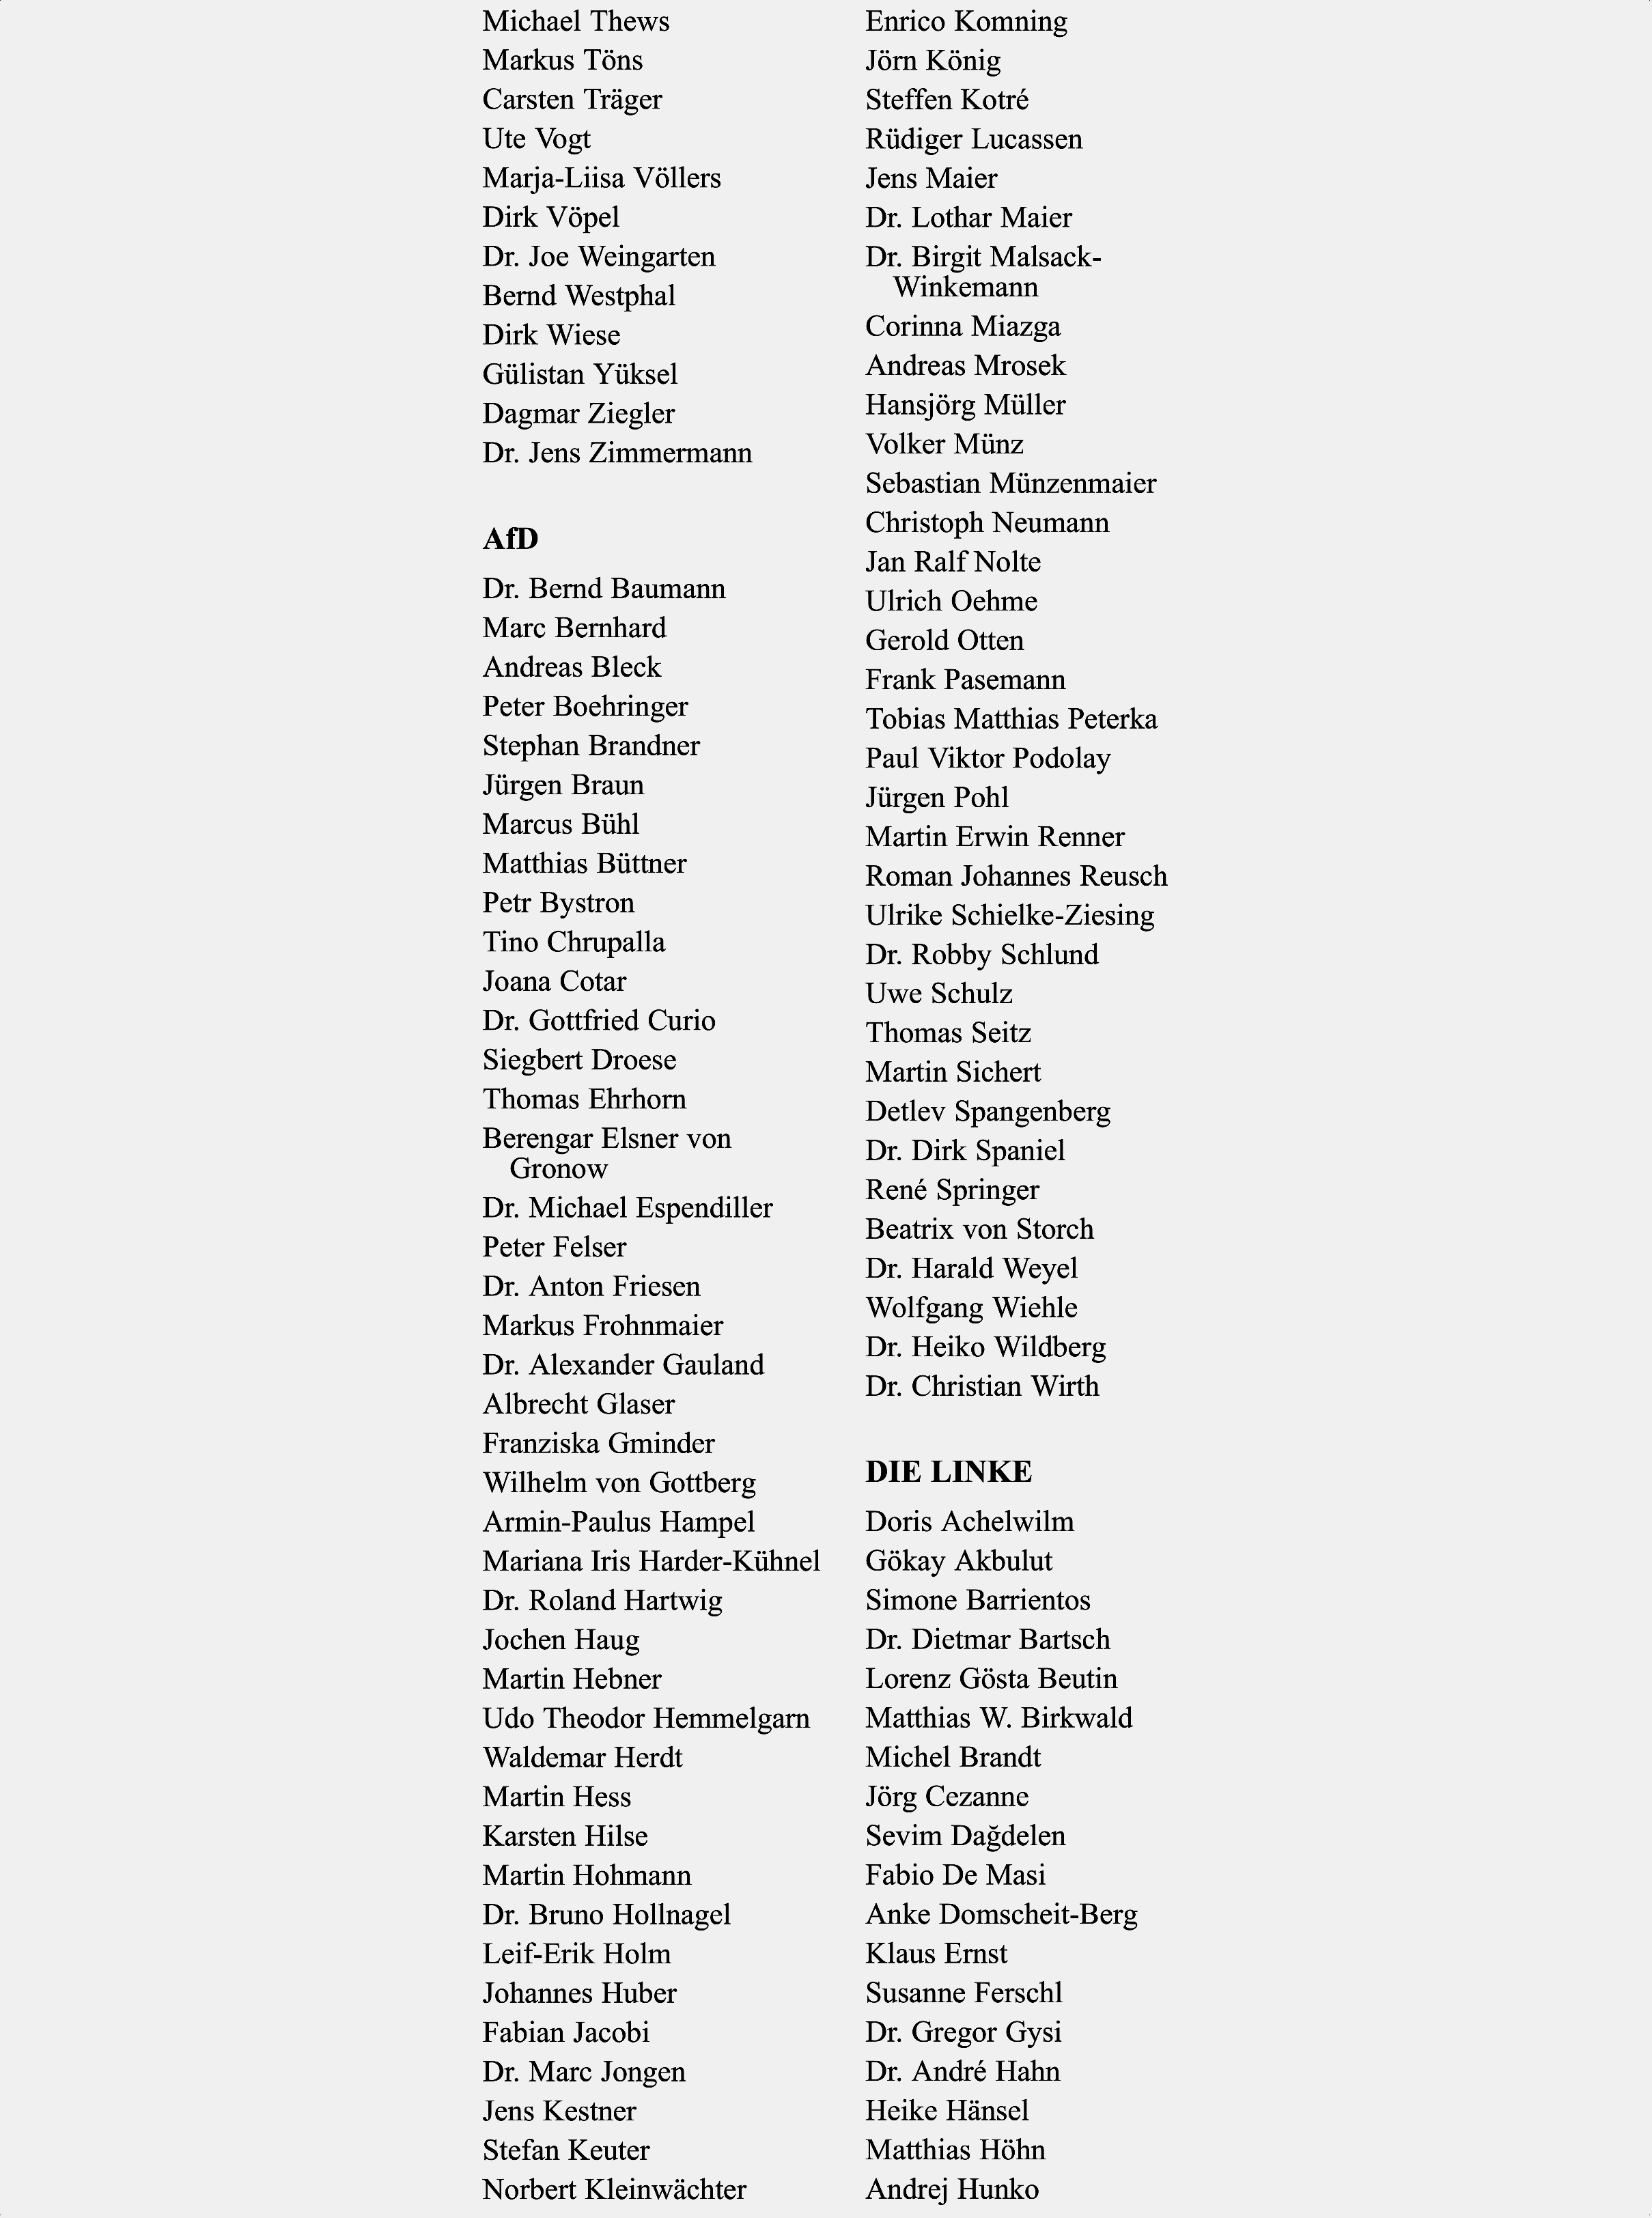 Michael Thews
Markus Töns
Carsten Träger
Ute Vogt
Marja-Liisa Völlers
Dirk Vöpel
Dr. Joe Weingarten
Bernd Westphal
Dirk Wiese
Gülistan Yüksel
Dagmar Ziegler
Dr. Jens Zimmermann
AfD
Dr. Bernd Baumann
Marc Bernhard
Andreas Bleck
Peter Boehringer
Stephan Brandner
Jürgen Braun
Marcus Bühl
Matthias Büttner
Petr Bystron
Tino Chrupalla
Joana Cotar
Dr. Gottfried Curio
Siegbert Droese
Thomas Ehrhorn
Berengar Elsner von
Gronow
Dr. Michael Espendiller
Peter Felser
Dr. Anton Friesen
Markus Frohnmaier
Dr. Alexander Gauland
Albrecht Glaser
Franziska Gminder
Wilhelm von Gottberg
Armin-Paulus Hampel
Mariana Iris Harder-Kühnel
Dr. Roland Hartwig
Jochen Haug
Martin Hebner
Udo Theodor Hemmelgarn
Waldemar Herdt
Martin Hess
Karsten Hilse
Martin Hohmann
Dr. Bruno Hollnagel
Leif-Erik Holm
Johannes Huber
Fabian Jacobi
Dr. Marc Jongen
Jens Kestner
Stefan Keuter
Norbert Kleinwächter
Enrico Komning
Jörn König
Steffen Kotré
Rüdiger Lucassen
Jens Maier
Dr. Lothar Maier
Dr. Birgit Malsack-
Winkemann
Corinna Miazga
Andreas Mrosek
Hansjörg Müller
Volker Münz
Sebastian Münzenmaier
Christoph Neumann
Jan Ralf Nolte
Ulrich Oehme
Gerold Otten
Frank Pasemann
Tobias Matthias Peterka
Paul Viktor Podolay
Jürgen Pohl
Martin Erwin Renner
Roman Johannes Reusch
Ulrike Schielke-Ziesing
Dr. Robby Schlund
Uwe Schulz
Thomas Seitz
Martin Sichert
Detlev Spangenberg
Dr. Dirk Spaniel
René Springer
Beatrix von Storch
Dr. Harald Weyel
Wolfgang Wiehle
Dr. Heiko Wildberg
Dr. Christian Wirth
DIE LINKE
Doris Achelwilm
Gökay Akbulut
Simone Barrientos
Dr. Dietmar Bartsch
Lorenz Gösta Beutin
Matthias W. Birkwald
Michel Brandt
Jörg Cezanne
Sevim Dağdelen
Fabio De Masi
Anke Domscheit-Berg
Klaus Ernst
Susanne Ferschl
Dr. Gregor Gysi
Dr. André Hahn
Heike Hänsel
Matthias Höhn
Andrej Hunko